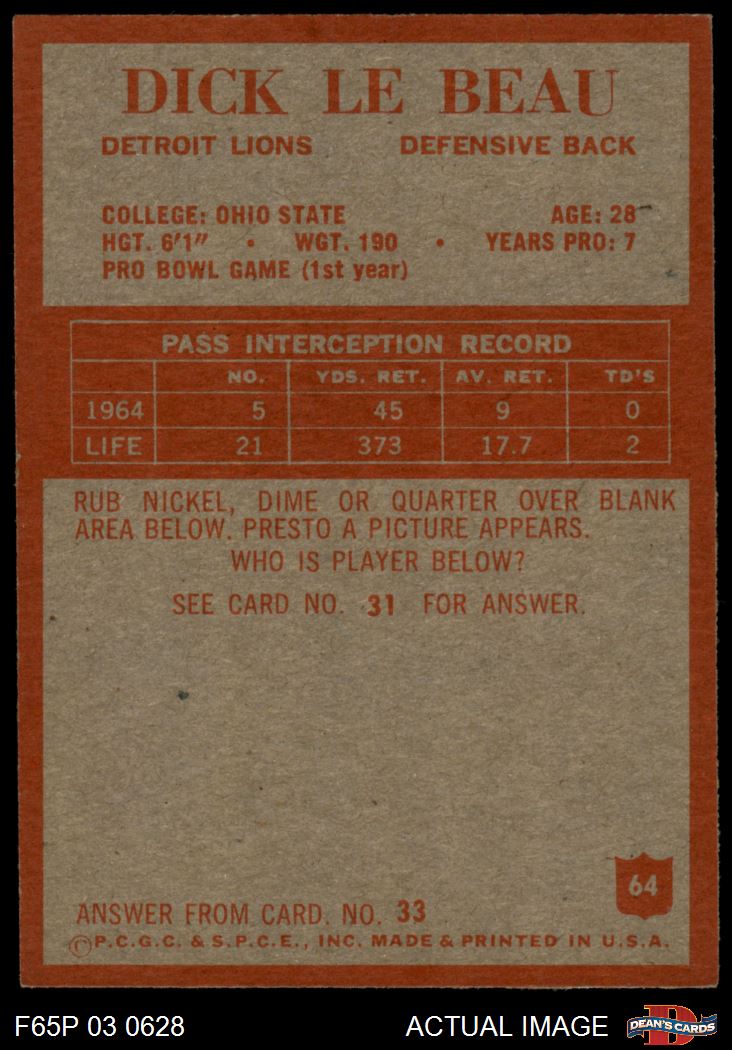 DICK LE BEAU
DETROIT LIONS DEFENSIVE BACK
COLLEGE: OHIO STATE AGE: 28
HGT. 6'1" • WGT. 190 • YEARS PRO: 7
PRO BOWL GAME (1st year)
PASS INTERCEPTION RECORD
NO. YDS. RET. AV. RET. TD'S
1964 5 45 9 0
LIFE 21 373 17.7 2
RUB NICKEL, DIME OR QUARTER OVER BLANK
AREA BELOW. PRESTO A PICTURE APPEARS.
WHO IS PLAYER BELOW?
SEE CARD NO. 31 FOR ANSWER.
64
ANSWER FROM CARD. NO. 33
©P.C.G.C. & S.P.C.E., INC. MADE & PRINTED IN U.S.A.
F65P 03 0628 ACTUAL IMAGE D DEAN'S CARDS